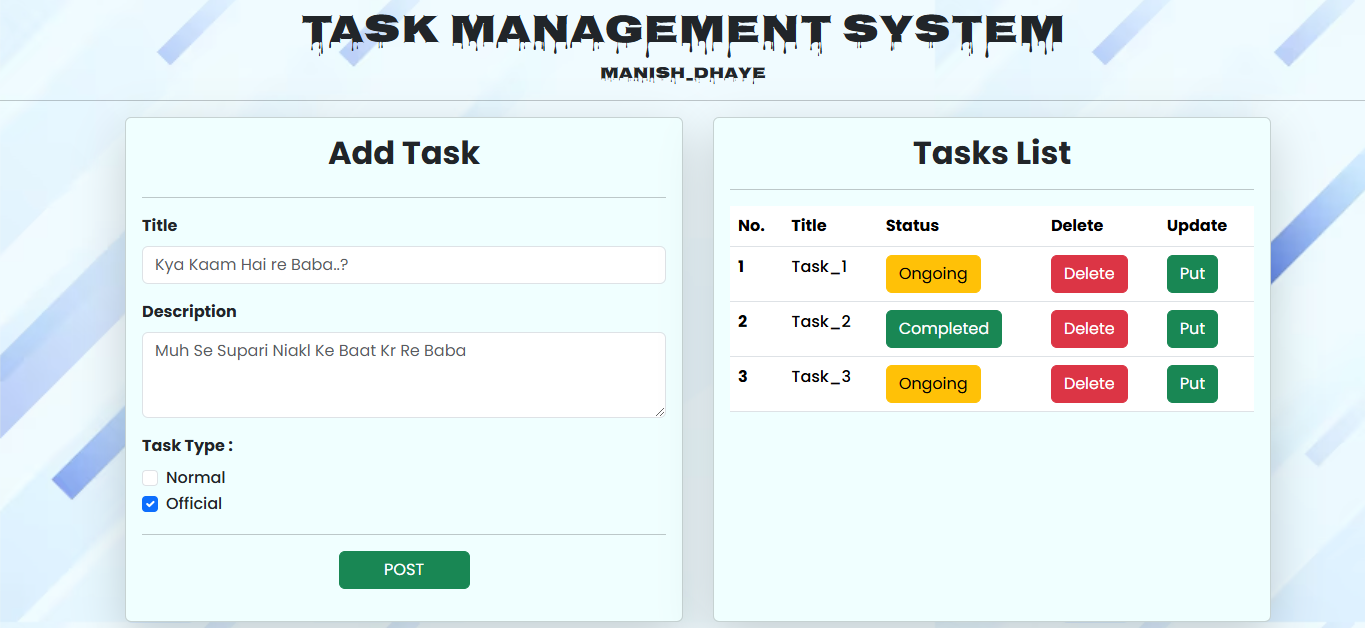 TASK MANAGEMENT SYSTEM
MANISH_DHAYE
Add Task
Title
Kya Kaam Hai re Baba..?
Description
Muh Se Supari Niakl Ke Baat Kr Re Baba
Task Type :
Normal
Official
POST
Tasks List
No. Title Status Delete Update
1 Task_1 Ongoing Delete Put
2 Task_2 Completed Delete Put
3 Task_3 Ongoing Delete Put